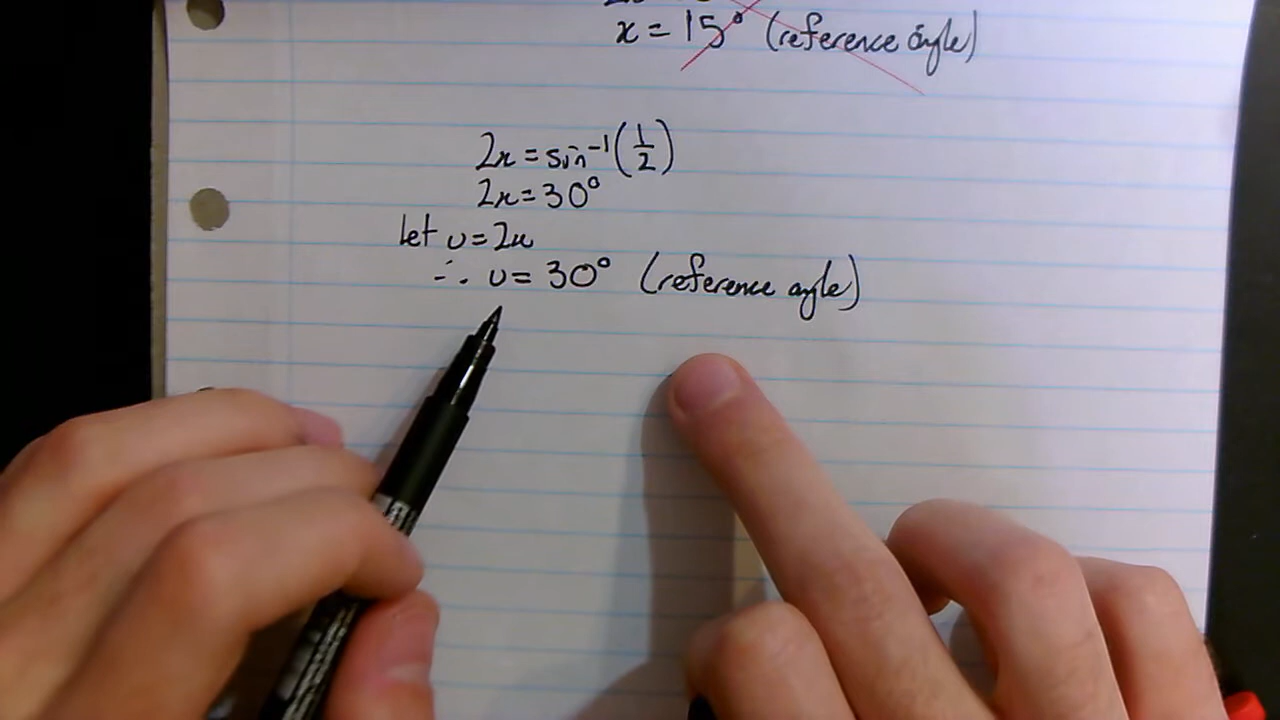 x = 15° (reference angle)
2x = sin⁻¹(1/2)
2x = 30°
let u = 2x
∴ u = 30° (reference angle)